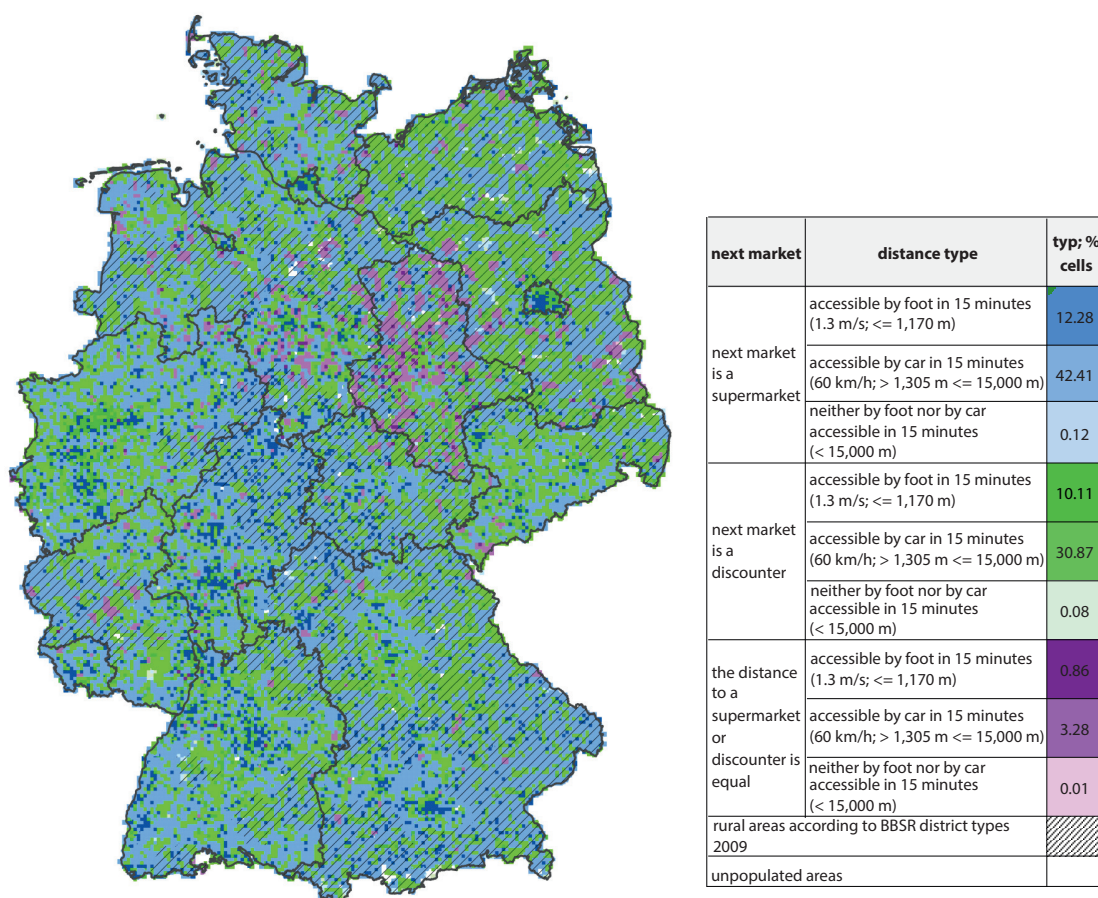 next market
distance type
typ; %
cells
next market
is a
supermarket
accessible by foot in 15 minutes
(1.3 m/s; <= 1,170 m)
12.28
accessible by car in 15 minutes
(60 km/h; > 1,305 m <= 15,000 m)
42.41
neither by foot nor by car
accessible in 15 minutes
(< 15,000 m)
0.12
next market
is a
discounter
accessible by foot in 15 minutes
(1.3 m/s; <= 1,170 m)
10.11
accessible by car in 15 minutes
(60 km/h; > 1,305 m <= 15,000 m)
30.87
neither by foot nor by car
accessible in 15 minutes
(< 15,000 m)
0.08
the distance
to a
supermarket
or
discounter is
equal
accessible by foot in 15 minutes
(1.3 m/s; <= 1,170 m)
0.86
accessible by car in 15 minutes
(60 km/h; > 1,305 m <= 15,000 m)
3.28
neither by foot nor by car
accessible in 15 minutes
(< 15,000 m)
0.01
rural areas according to BBSR district types
2009
unpopulated areas